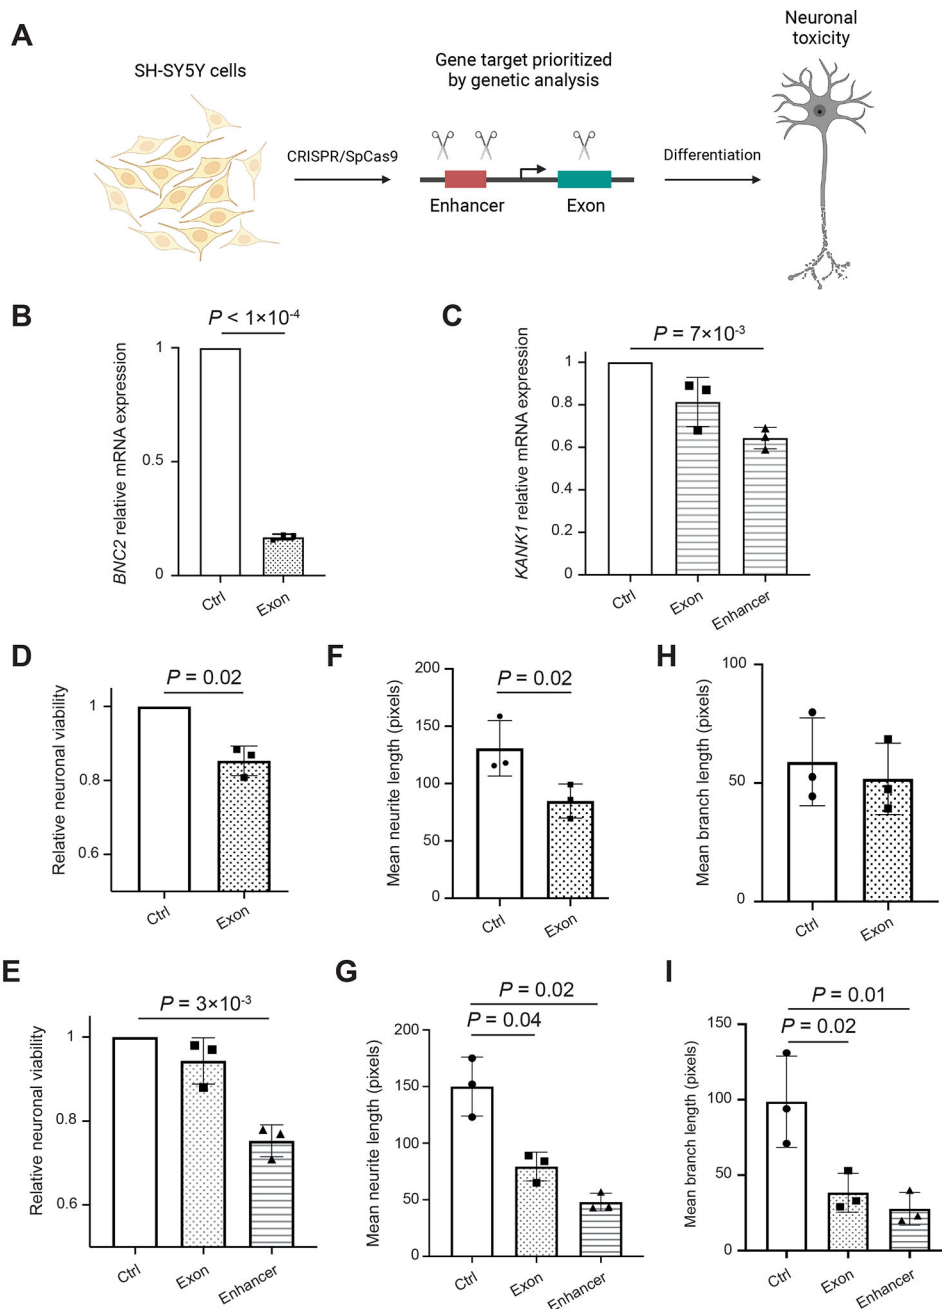 A
SH-SY5Y cells
CRISPR/SpCas9
Gene target prioritized
by genetic analysis
Enhancer
Exon
Differentiation
Neuronal
toxicity
B
P < 1×10-4
BNC2 relative mRNA expression
1
0.5
0
Ctrl
Exon
C
P = 7×10-3
KANK1 relative mRNA expression
1
0.8
0.6
0.4
0.2
0
Ctrl
Exon
Enhancer
D
P = 0.02
Relative neuronal viability
1
0.8
0.6
Ctrl
Exon
F
P = 0.02
Mean neurite length (pixels)
200
150
100
50
0
Ctrl
Exon
H
Mean branch length (pixels)
100
50
0
Ctrl
Exon
E
P = 3×10-3
Relative neuronal viability
1
0.8
0.6
Ctrl
Exon
Enhancer
G
P = 0.02
P = 0.04
Mean neurite length (pixels)
200
150
100
50
0
Ctrl
Exon
Enhancer
I
P = 0.01
P = 0.02
Mean branch length (pixels)
150
100
50
0
Ctrl
Exon
Enhancer